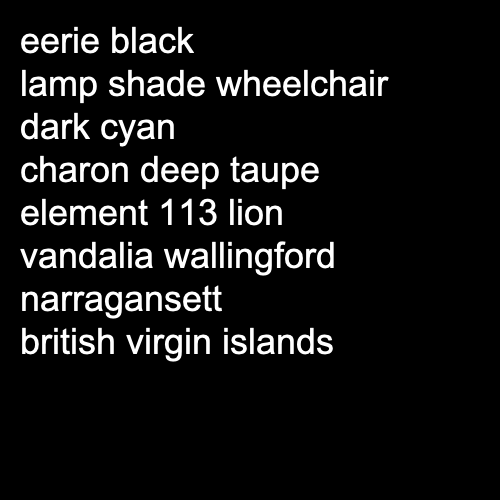 eerie black
lamp shade wheelchair
dark cyan
charon deep taupe
element 113 lion
vandalia wallingford
narragansett
british virgin islands